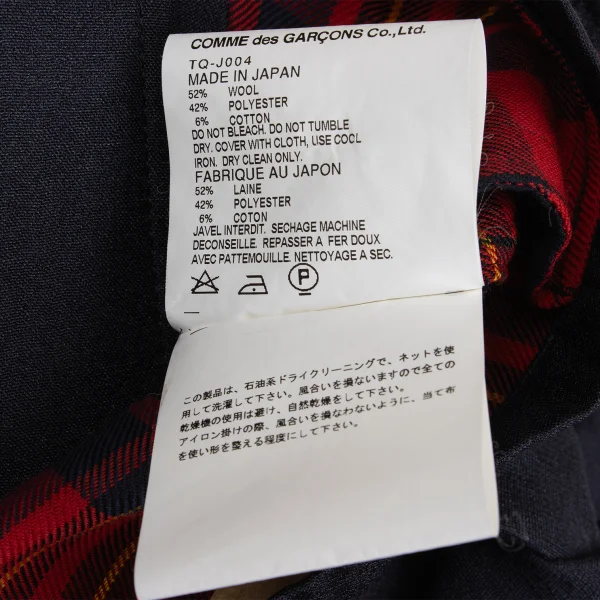 COMME des GARÇONS Co., Ltd.
TQ-J004
MADE IN JAPAN
52% WOOL
42% POLYESTER
6% COTTON
DO NOT BLEACH. DO NOT TUMBLE
DRY. COVER WITH CLOTH, USE COOL
IRON. DRY CLEAN ONLY.
FABRIQUE AU JAPON
52% LAINE
42% POLYESTER
6% COTON
JAVEL INTERDIT. SECHAGE MACHINE
DECONSEILLE. REPASSER A FER DOUX
AVEC PATTEMOUILLE. NETTOYAGE A SEC.
P
この製品は、石油系ドライクリーニングで、ネットを使
用して洗濯して下さい。風合いを損ないますので全ての
乾燥機の使用は避け、自然乾燥をして下さい。
アイロン掛けの際、風合いを損なわないように、当て布
を使い形を整える程度にして下さい。